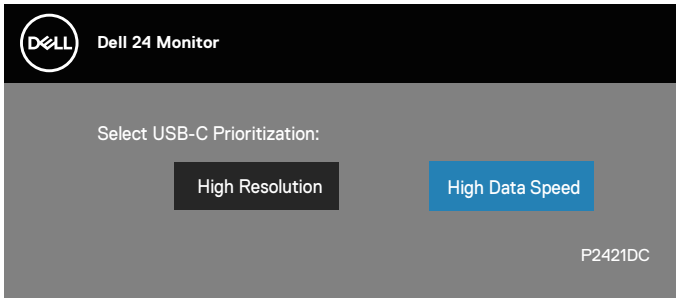 DELL
Dell 24 Monitor
Select USB-C Prioritization:
High Resolution
High Data Speed
P2421DC